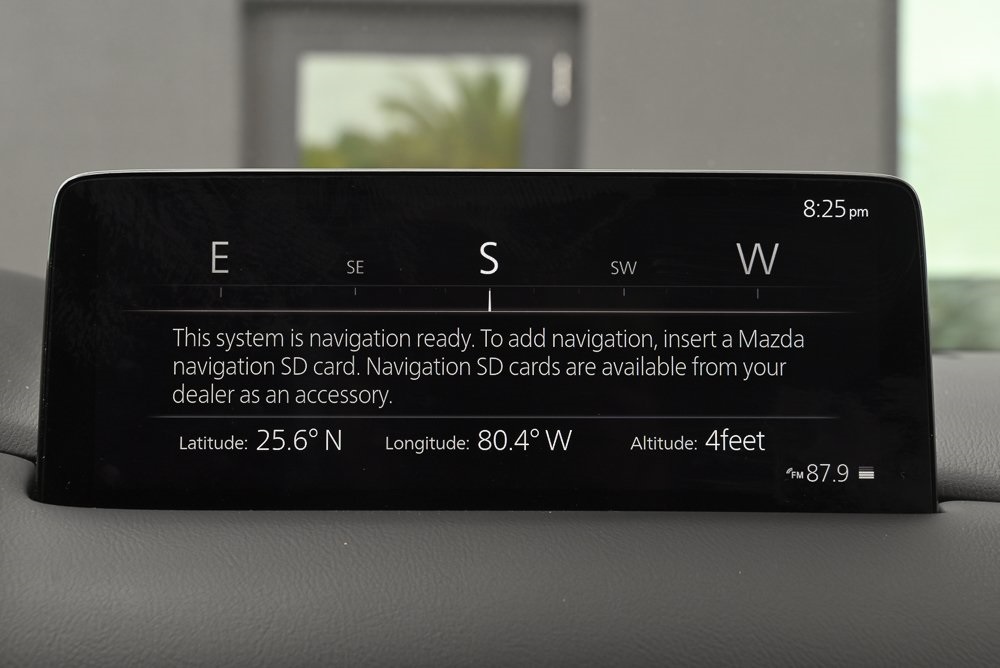 8:25pm
E SE S SW W
This system is navigation ready. To add navigation, insert a Mazda
navigation SD card. Navigation SD cards are available from your
dealer as an accessory.
Latitude: 25.6° N Longitude: 80.4° W Altitude: 4feet
FM 87.9